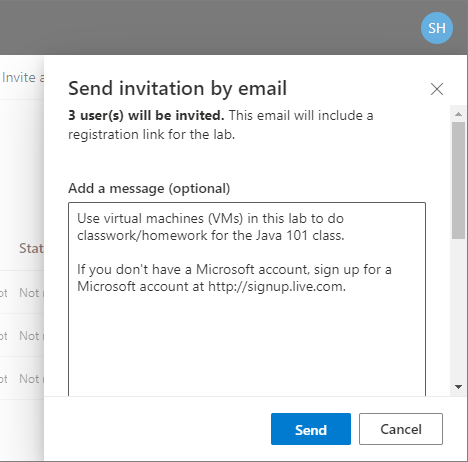 SH
Invite a
Send invitation by email
3 user(s) will be invited. This email will include a
registration link for the lab.
Add a message (optional)
Use virtual machines (VMs) in this lab to do
classwork/homework for the Java 101 class.
If you don't have a Microsoft account, sign up for a
Microsoft account at http://signup.live.com.
Stat
ot Not
ot Not
ot Not
Send Cancel